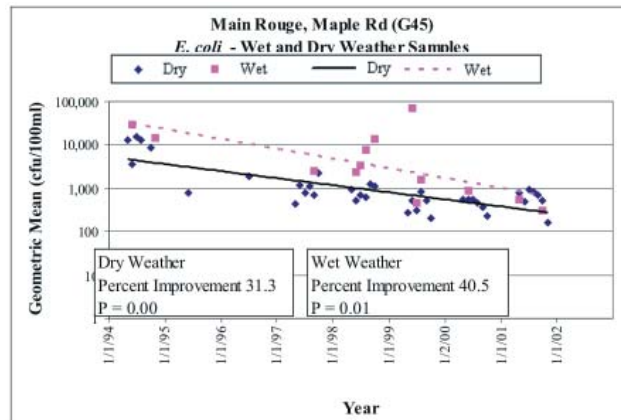 Main Rouge, Maple Rd (G45)
E. coli - Wet and Dry Weather Samples
Dry Wet Dry Wet
100,000
10,000
1,000
100
Geometric Mean (cfu/100ml)
Dry Weather
Percent Improvement 31.3
P = 0.00
Wet Weather
Percent Improvement 40.5
P = 0.01
1/1/94
1/1/95
1/1/96
1/1/97
1/1/98
1/1/99
1/2/00
1/1/01
1/1/02
Year